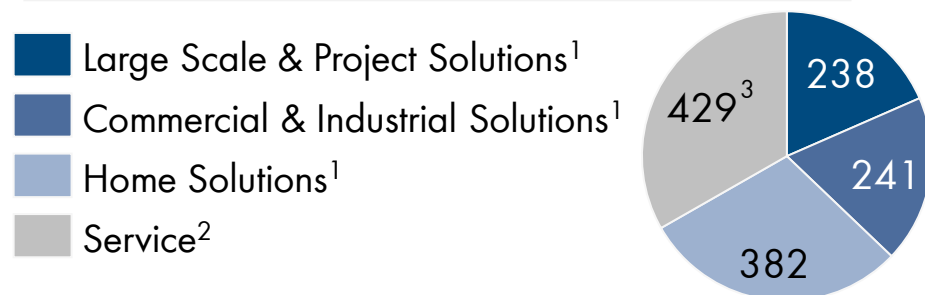 Large Scale & Project Solutions¹
Commercial & Industrial Solutions¹
Home Solutions¹
Service²
238
429³
241
382